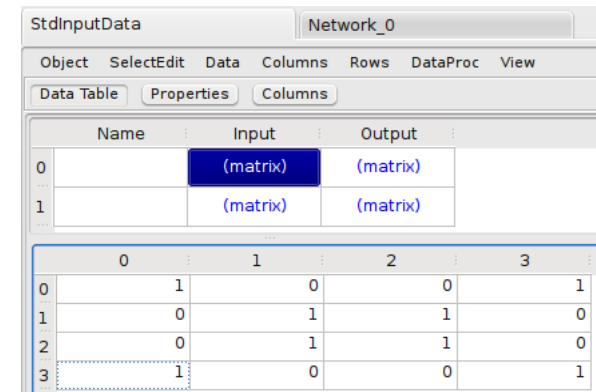 StdInputData Network_0
Object SelectEdit Data Columns Rows DataProc View
Data Table Properties Columns
Name Input Output
0 (matrix) (matrix)
1 (matrix) (matrix)
0 1 2 3
0 1 0 0 1
1 0 1 1 0
2 0 1 1 0
3 1 0 0 1